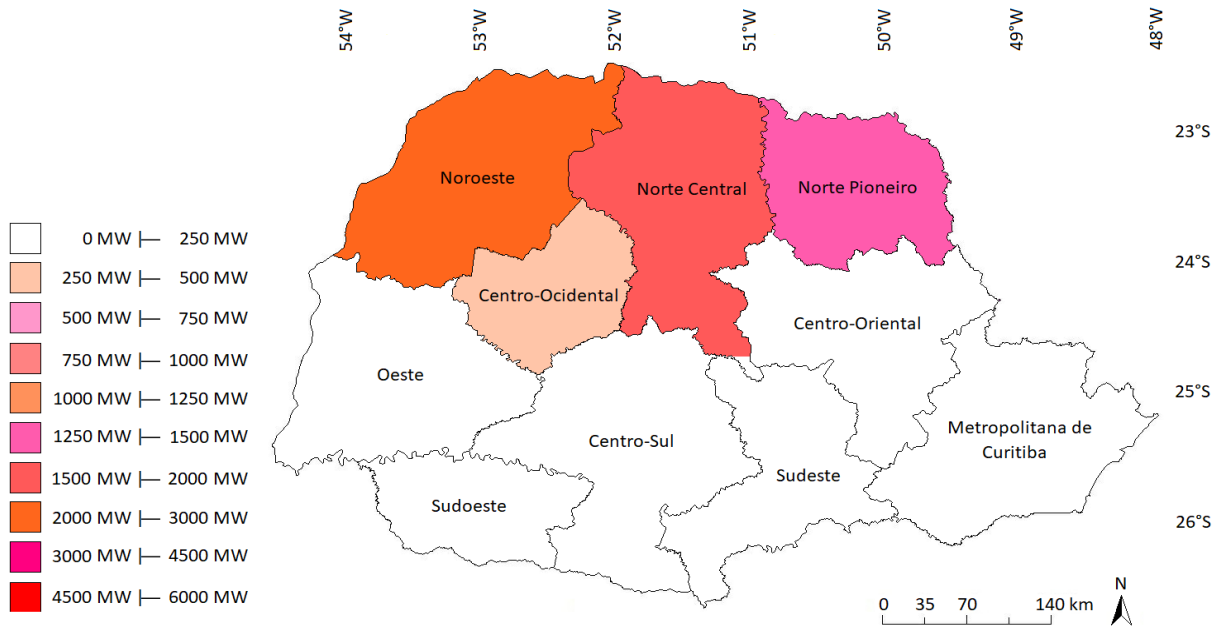 54°W
53°W
52°W
51°W
50°W
49°W
48°W
23°S
24°S
25°S
26°S
Noroeste
Norte Central
Norte Pioneiro
Centro-Ocidental
Centro-Oriental
Oeste
Centro-Sul
Metropolitana de
Curitiba
Sudeste
Sudoeste
0 MW 250 MW
250 MW 500 MW
500 MW 750 MW
750 MW 1000 MW
1000 MW 1250 MW
1250 MW 1500 MW
1500 MW 2000 MW
2000 MW 3000 MW
3000 MW 4500 MW
4500 MW 6000 MW
0 35 70 140 km
N